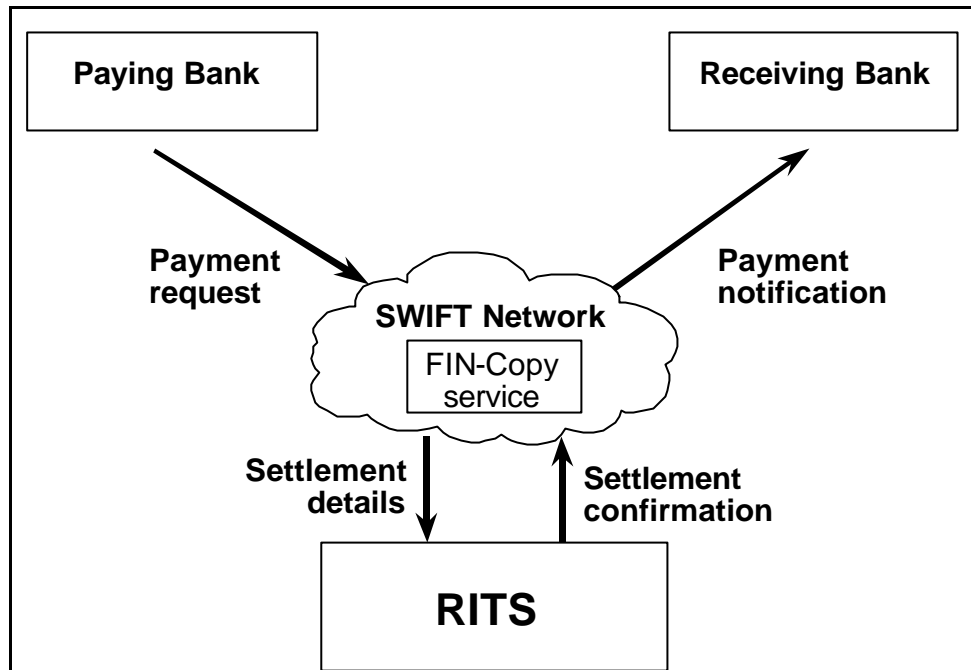 Paying Bank
Receiving Bank
Payment
request
Payment
notification
SWIFT Network
FIN-Copy
service
Settlement
details
Settlement
confirmation
RITS